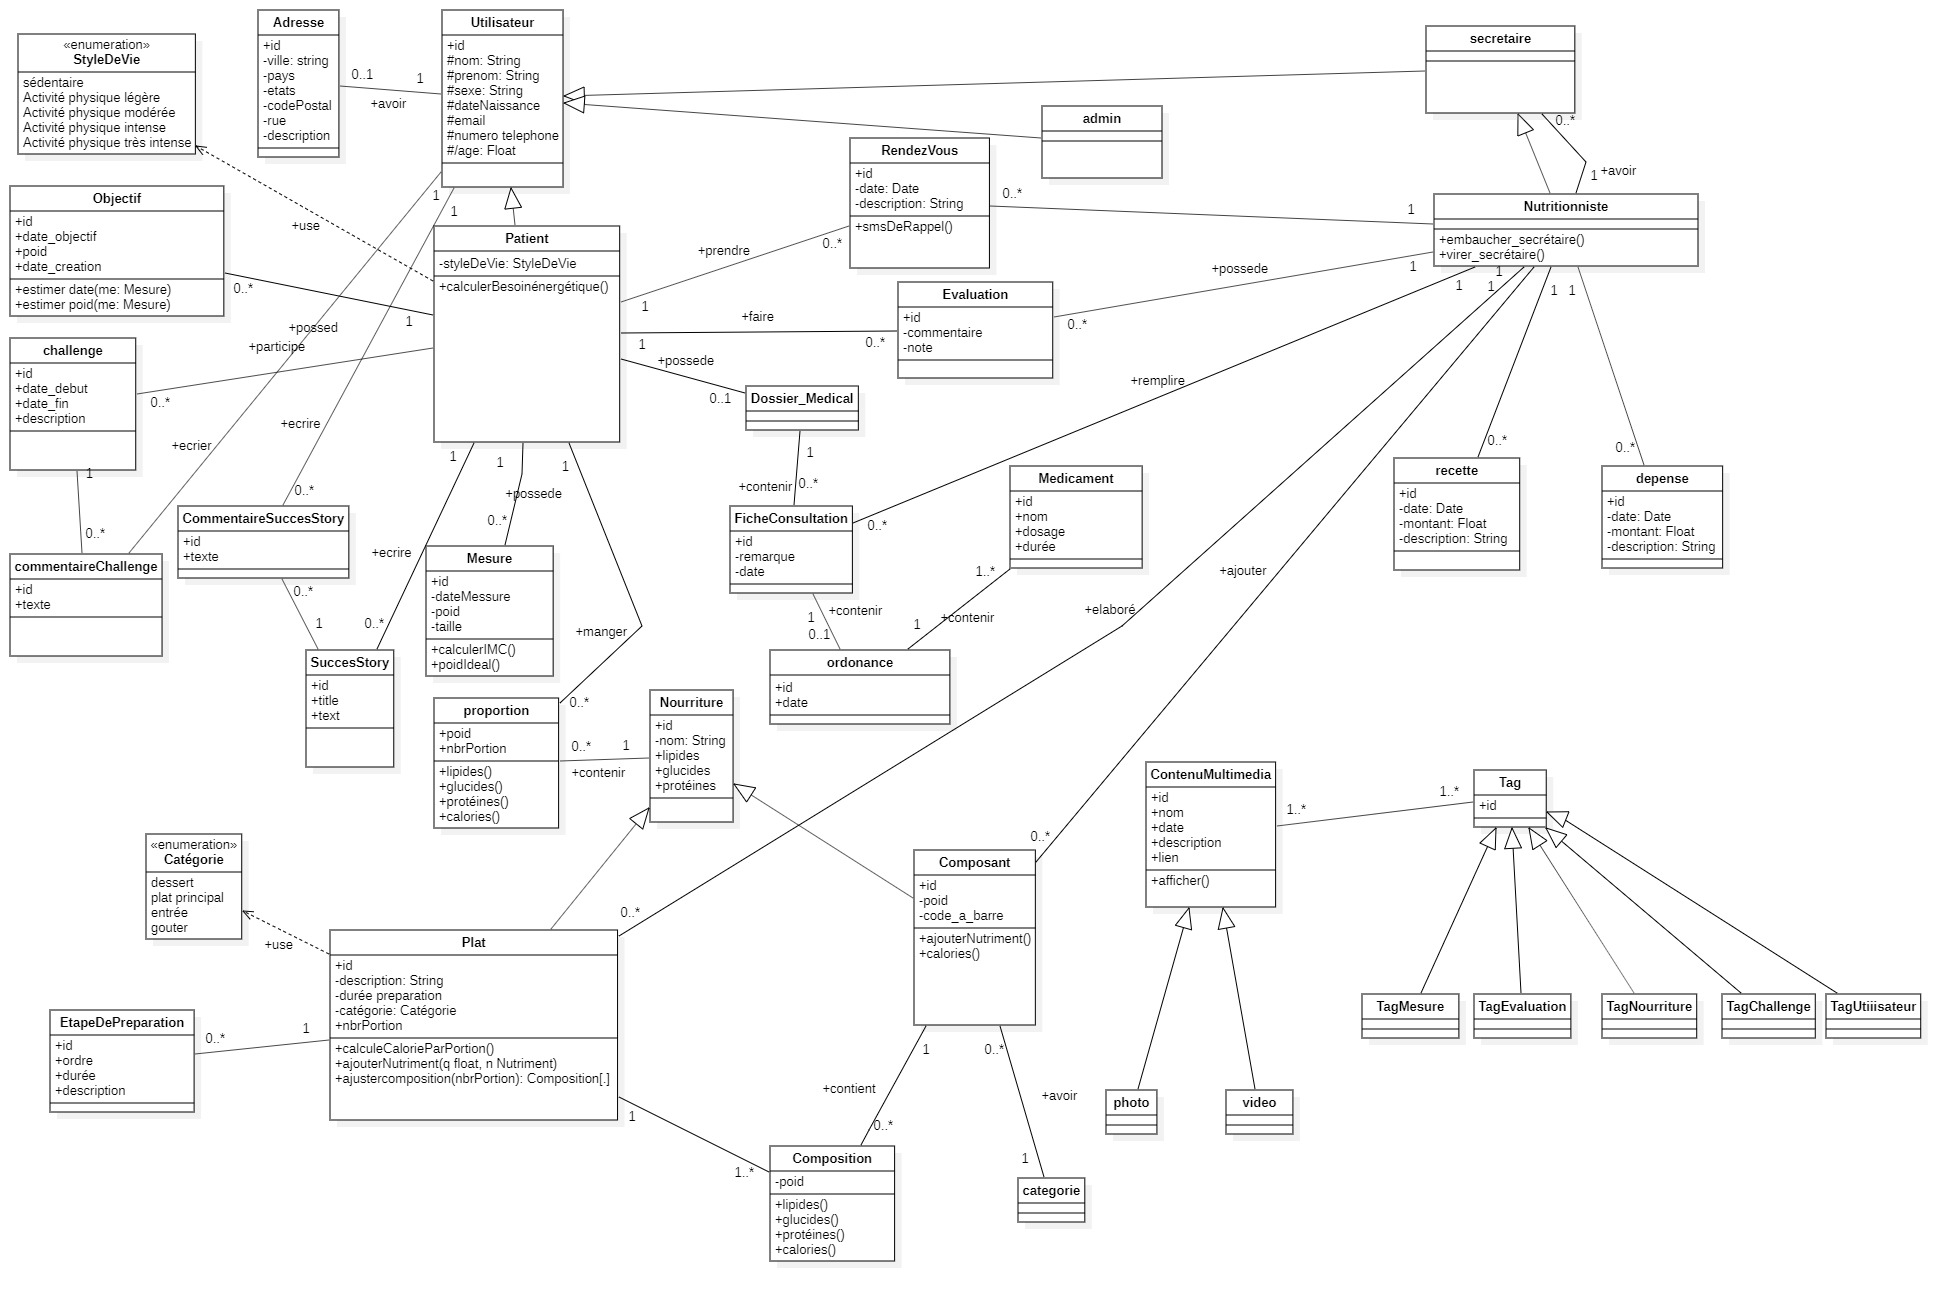 «enumeration»
StyleDeVie
sédentaire
Activité physique légère
Activité physique modérée
Activité physique intense
Activité physique très intense
Adresse
+id
-ville: string
-pays
-etats
-codePostal
-rue
-description
0..1
1
+avoir
Utilisateur
+id
#nom: String
#prenom: String
#sexe: String
#dateNaissance
#email
#numero telephone
#/age: Float
admin
secretaire
0..*
1
+avoir
Nutritionniste
+embaucher_secrétaire()
+virer_secrétaire()
RendezVous
+id
-date: Date
-description: String
+smsDeRappel()
0..*
1
+prendre
0..*
1
Objectif
+id
+date_objectif
+poid
+date_creation
+estimer date(me: Mesure)
+estimer poid(me: Mesure)
0..*
1
+use
1
1
Patient
-styleDeVie: StyleDeVie
+calculerBesoinénergétique()
+possed
+participe
0..*
Evaluation
+id
-commentaire
-note
+possede
1
0..*
+faire
1
0..*
challenge
+id
+date_debut
+date_fin
+description
1
0..*
+ecrier
+ecrire
0..*
+possede
0..1
Dossier_Medical
1
+contenir
0..*
+remplire
1
0..*
1
1
1
1
CommentaireSuccesStory
+id
+texte
0..*
1
commentaireChallenge
+id
+texte
1
1
1
+possede
0..*
+ecrire
0..*
Mesure
+id
-dateMessure
-poid
-taille
+calculerIMC()
+poidIdeal()
SuccesStory
+id
+title
+text
+manger
0..*
FicheConsultation
+id
-remarque
-date
Medicament
+id
+nom
+dosage
+durée
1..*
+contenir
1
1
+contenir
0..1
ordonance
+id
+date
recette
+id
-date: Date
-montant: Float
-description: String
0..*
depense
+id
-date: Date
-montant: Float
-description: String
0..*
+ajouter
+elaboré
proportion
+poid
+nbrPortion
+lipides()
+glucides()
+protéines()
+calories()
0..*
1
+contenir
Nourriture
+id
-nom: String
+lipides
+glucides
+protéines
«enumeration»
Catégorie
dessert
plat principal
entrée
gouter
+use
0..*
Plat
+id
-description: String
-durée preparation
-catégorie: Catégorie
+nbrPortion
+calculeCalorieParPortion()
+ajouterNutriment(q float, n Nutriment)
+ajustercomposition(nbrPortion): Composition[.]
EtapeDePreparation
+id
+ordre
+durée
+description
0..*
1
0..*
Composant
+id
-poid
-code_a_barre
+ajouterNutriment()
+calories()
1
+contient
0..*
0..*
+avoir
1
categorie
1
1..*
Composition
-poid
+lipides()
+glucides()
+protéines()
+calories()
ContenuMultimedia
+id
+nom
+date
+description
+lien
+afficher()
1..*
1..*
Tag
+id
TagMesure
TagEvaluation
TagNourriture
TagChallenge
TagUtiiisateur
photo
video